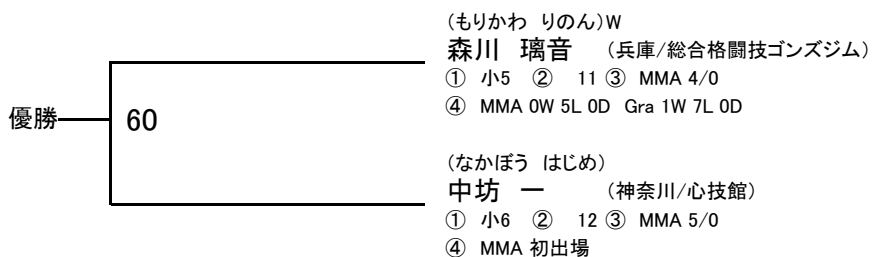 (もりかわ りのん)W
森川 璃音 (兵庫/総合格闘技ゴンズジム)
① 小5 ② 11 ③ MMA 4/0
④ MMA 0W 5L 0D Gra 1W 7L 0D
優勝
60
(なかぼう はじめ)
中坊 一 (神奈川/心技館)
① 小6 ② 12 ③ MMA 5/0
④ MMA 初出場